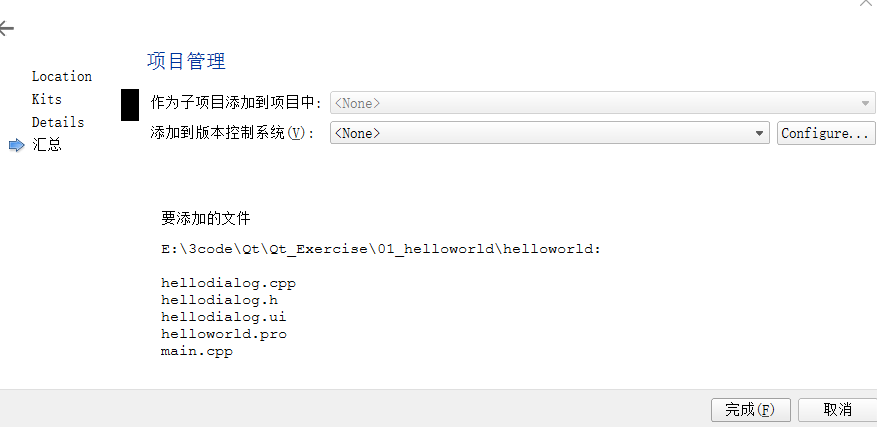 项目管理
Location
Kits
Details
汇总
作为子项目添加到项目中:
<None>
添加到版本控制系统(V):
<None>
Configure...
要添加的文件
E:\3code\Qt\Qt_Exercise\01_helloworld\helloworld:
hellodialog.cpp
hellodialog.h
hellodialog.ui
helloworld.pro
main.cpp
完成(F)
取消